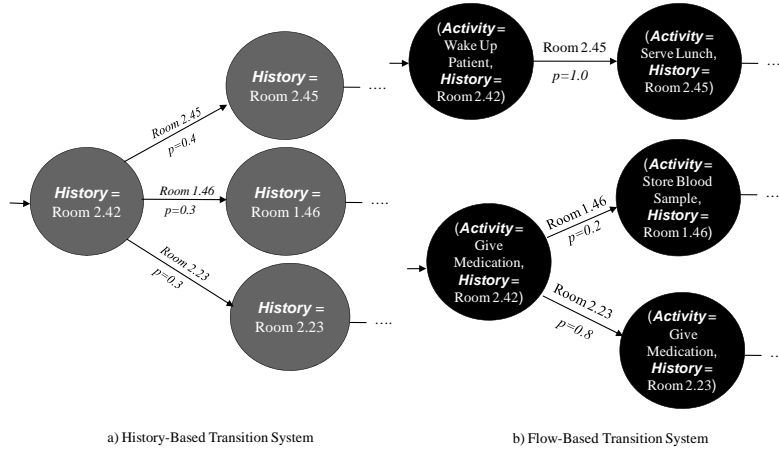 History =
Room 2.45
....
Room 2.45
p=0.4
History =
Room 2.42
Room 1.46
p=0.3
History =
Room 1.46
....
Room 2.23
p=0.3
History =
Room 2.23
....
a) History-Based Transition System
(Activity =
Wake Up
Patient,
History =
Room 2.42)
Room 2.45
p=1.0
(Activity =
Serve Lunch,
History =
Room 2.45)
...
(Activity =
Give
Medication,
History =
Room 2.42)
Room 1.46
p=0.2
(Activity =
Store Blood
Sample,
History =
Room 1.46)
...
Room 2.23
p=0.8
(Activity =
Give
Medication,
History =
Room 2.23)
...
b) Flow-Based Transition System